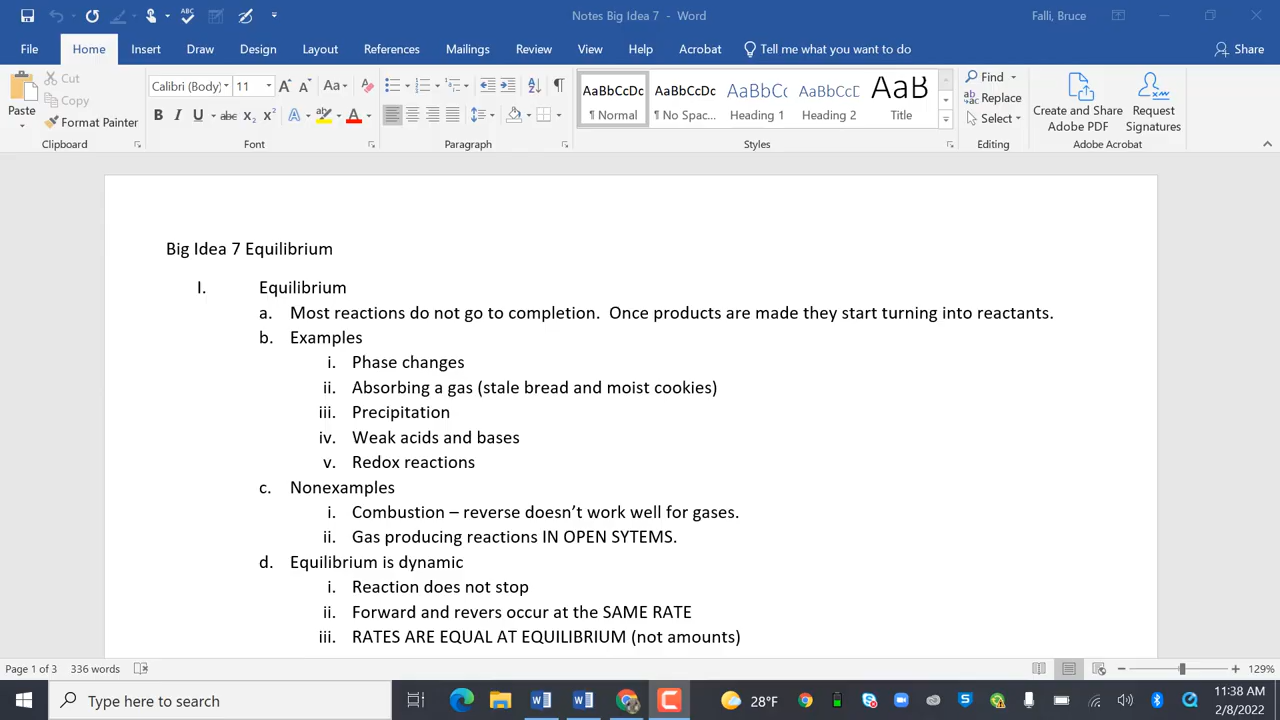 Notes Big Idea 7 - Word
Falli, Bruce
File Home Insert Draw Design Layout References Mailings Review View Help Acrobat Tell me what you want to do Share
Paste
Cut
Copy
Format Painter
Clipboard
Calibri (Body) 11
Font
Paragraph
AaBbCcDc AaBbCcDc AaBbCc AaBbCcD AaB
¶ Normal ¶ No Spac... Heading 1 Heading 2 Title
Styles
Find
Replace
Select
Editing
Create and Share Adobe PDF
Request Signatures
Adobe Acrobat
Big Idea 7 Equilibrium
I. Equilibrium
a. Most reactions do not go to completion.  Once products are made they start turning into reactants.
b. Examples
i. Phase changes
ii. Absorbing a gas (stale bread and moist cookies)
iii. Precipitation
iv. Weak acids and bases
v. Redox reactions
c. Nonexamples
i. Combustion – reverse doesn’t work well for gases.
ii. Gas producing reactions IN OPEN SYTEMS.
d. Equilibrium is dynamic
i. Reaction does not stop
ii. Forward and revers occur at the SAME RATE
iii. RATES ARE EQUAL AT EQUILIBRIUM (not amounts)
Page 1 of 3 336 words 129%
Type here to search
28°F
11:38 AM
2/8/2022